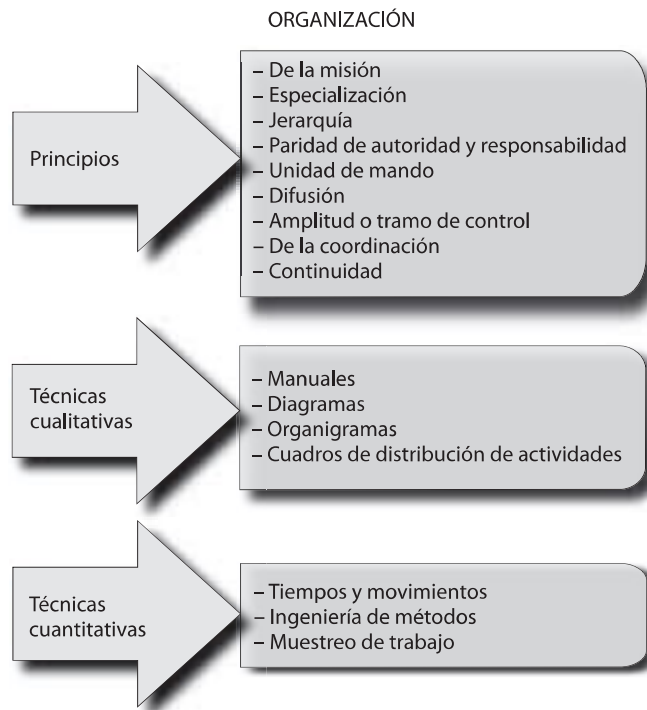 ORGANIZACIÓN
Principios
– De la misión
– Especialización
– Jerarquía
– Paridad de autoridad y responsabilidad
– Unidad de mando
– Difusión
– Amplitud o tramo de control
– De la coordinación
– Continuidad
Técnicas
cualitativas
– Manuales
– Diagramas
– Organigramas
– Cuadros de distribución de actividades
Técnicas
cuantitativas
– Tiempos y movimientos
– Ingeniería de métodos
– Muestreo de trabajo